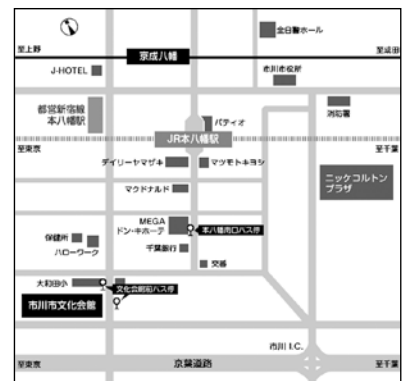 全日警ホール
至上野
京成八幡
至成田
J-HOTEL
市川市役所
都営新宿線
本八幡駅
パティオ
消防署
JR本八幡駅
至東京
至千葉
デイリーヤマザキ
マツモトキヨシ
ニッケコルトン
プラザ
マクドナルド
MEGA
ドン・キホーテ
本八幡南口バス停
保健所
千葉銀行
ハローワーク
交番
大和田小
文化会館前バス停
市川市文化会館
市川 I.C.
至東京
京葉道路
至千葉